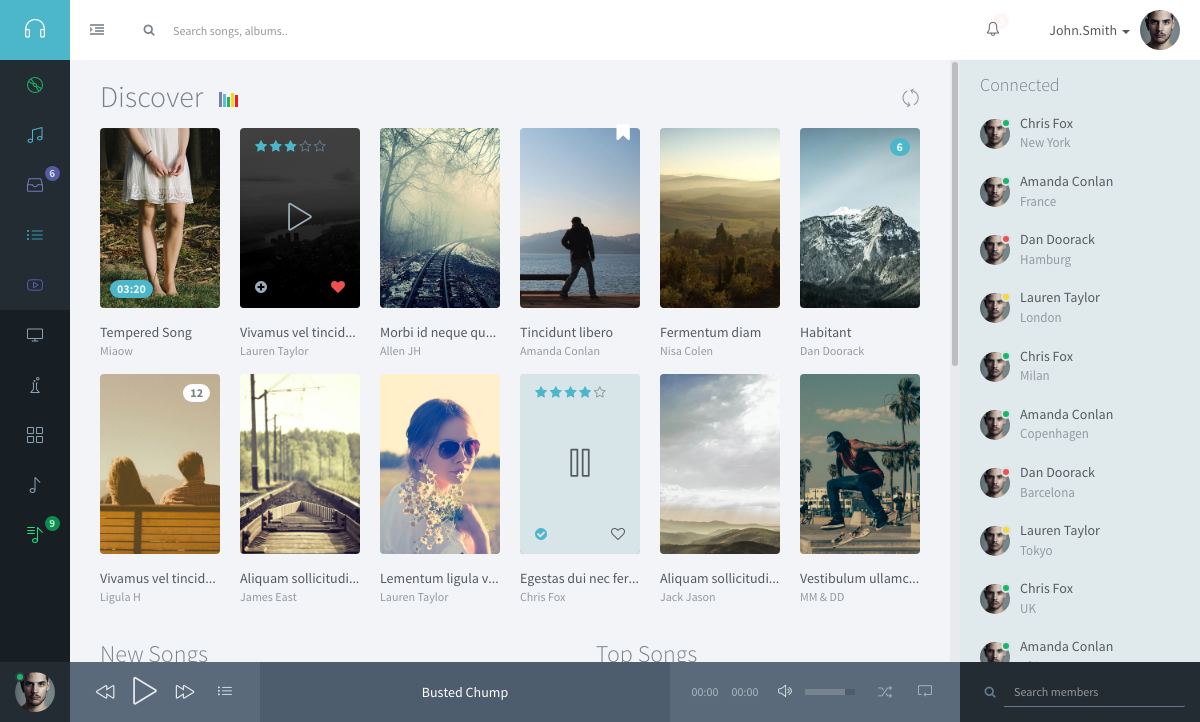 Search songs, albums..
John.Smith
6
9
Discover
03:20
6
Tempered Song
Miaow
Vivamus vel tincid...
Lauren Taylor
Morbi id neque qu...
Allen JH
Tincidunt libero
Amanda Conlan
Fermentum diam
Nisa Colen
Habitant
Dan Doorack
12
Vivamus vel tincid...
Ligula H
Aliquam sollicitudi...
James East
Lementum ligula v...
Lauren Taylor
Egestas dui nec fer...
Chris Fox
Aliquam sollicitudi...
Jack Jason
Vestibulum ullamc...
MM & DD
New Songs
Top Songs
Connected
Chris Fox
New York
Amanda Conlan
France
Dan Doorack
Hamburg
Lauren Taylor
London
Chris Fox
Milan
Amanda Conlan
Copenhagen
Dan Doorack
Barcelona
Lauren Taylor
Tokyo
Chris Fox
UK
Amanda Conlan
Busted Chump
00:00
00:00
Search members